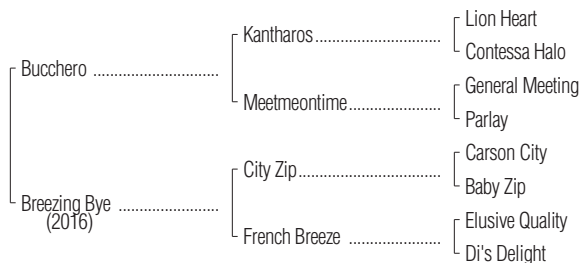 Lion Heart
Kantharos
Contessa Halo
Bucchero
General Meeting
Meetmeontime
Parlay
Carson City
City Zip
Baby Zip
Breezing Bye
(2016)
Elusive Quality
French Breeze
Di's Delight